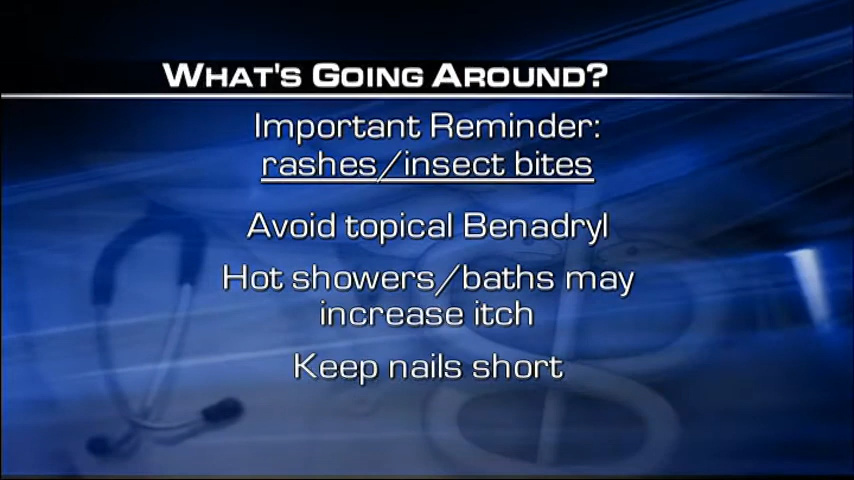 WHAT'S GOING AROUND?
Important Reminder:
rashes/insect bites
Avoid topical Benadryl
Hot showers/baths may
increase itch
Keep nails short